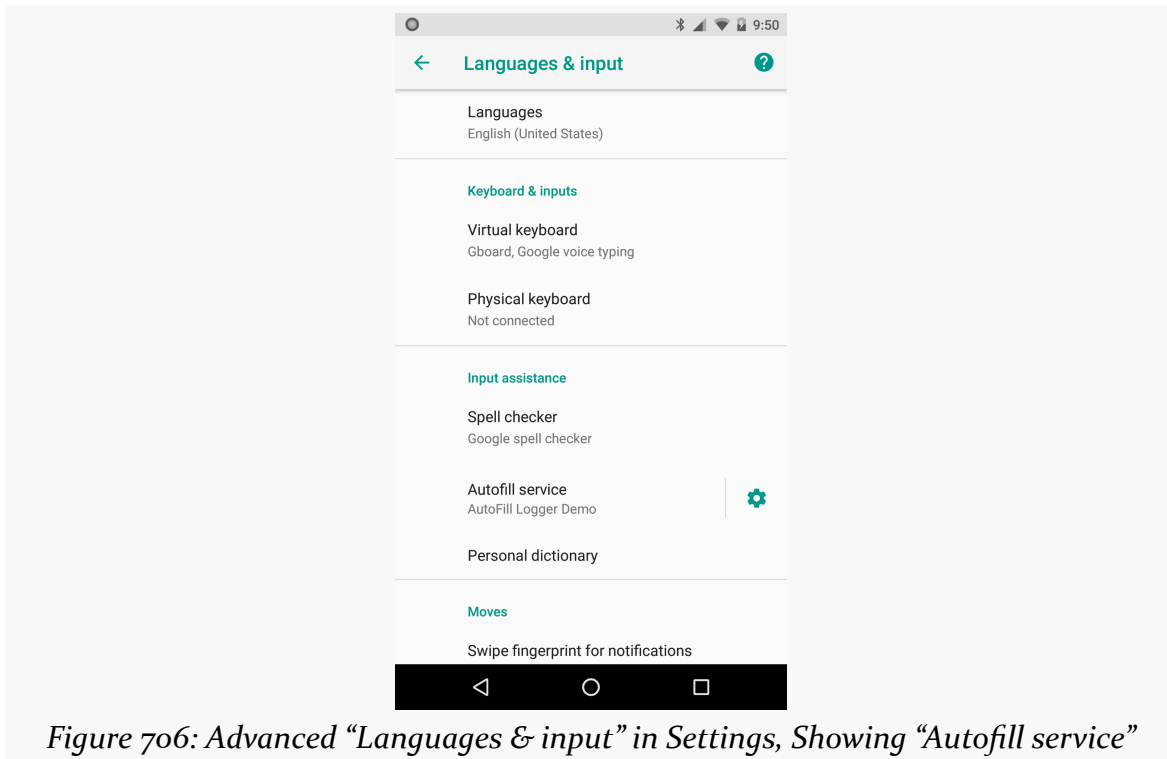 9:50
Languages & input
Languages
English (United States)
Keyboard & inputs
Virtual keyboard
Gboard, Google voice typing
Physical keyboard
Not connected
Input assistance
Spell checker
Google spell checker
Autofill service
AutoFill Logger Demo
Personal dictionary
Moves
Swipe fingerprint for notifications
Figure 706: Advanced “Languages & input” in Settings, Showing “Autofill service”